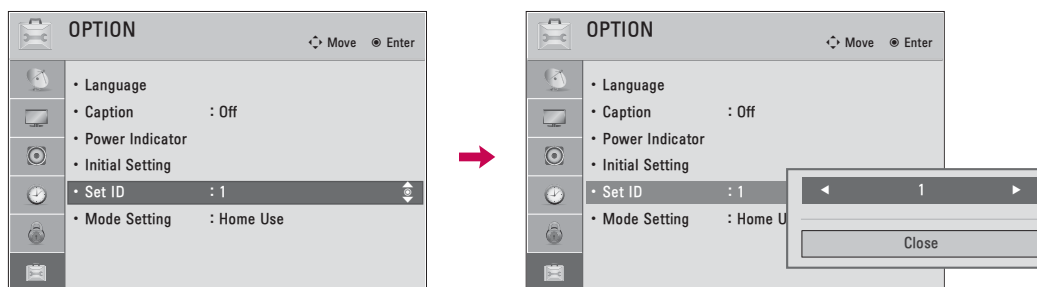 OPTION
Move Enter
• Language
• Caption : Off
• Power Indicator
• Initial Setting
• Set ID : 1
• Mode Setting : Home Use
OPTION
Move Enter
• Language
• Caption : Off
• Power Indicator
• Initial Setting
• Set ID : 1
• Mode Setting : Home U
◄ 1 ►
Close